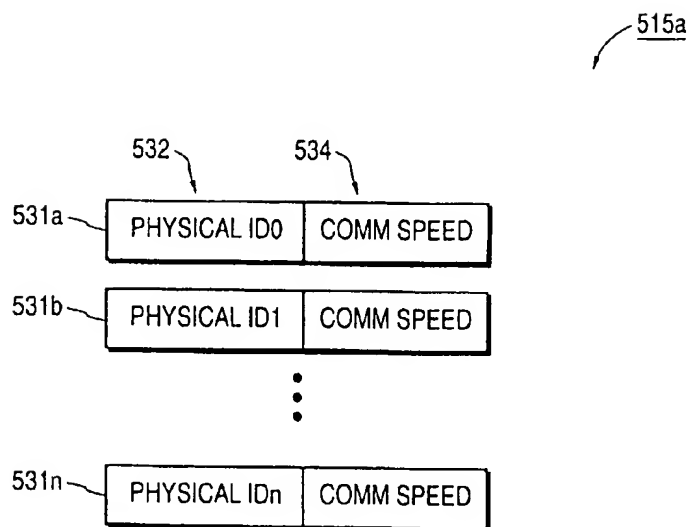 515a
532
534
531a
PHYSICAL ID0
COMM SPEED
531b
PHYSICAL ID1
COMM SPEED
531n
PHYSICAL IDn
COMM SPEED